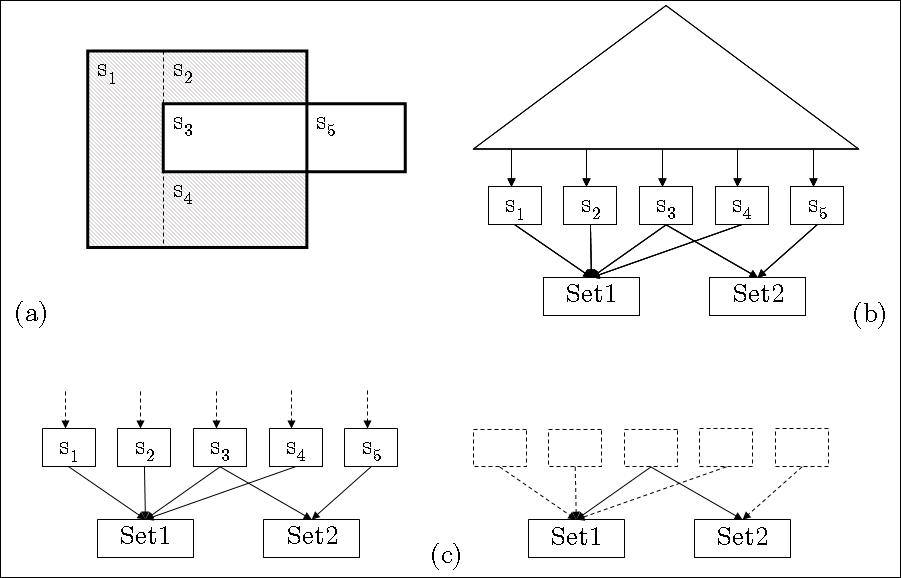 s1 s2
s3 s5
s4
(a)
s1 s2 s3 s4 s5
Set1 Set2
(b)
s1 s2 s3 s4 s5
Set1 Set2
Set1 Set2
(c)